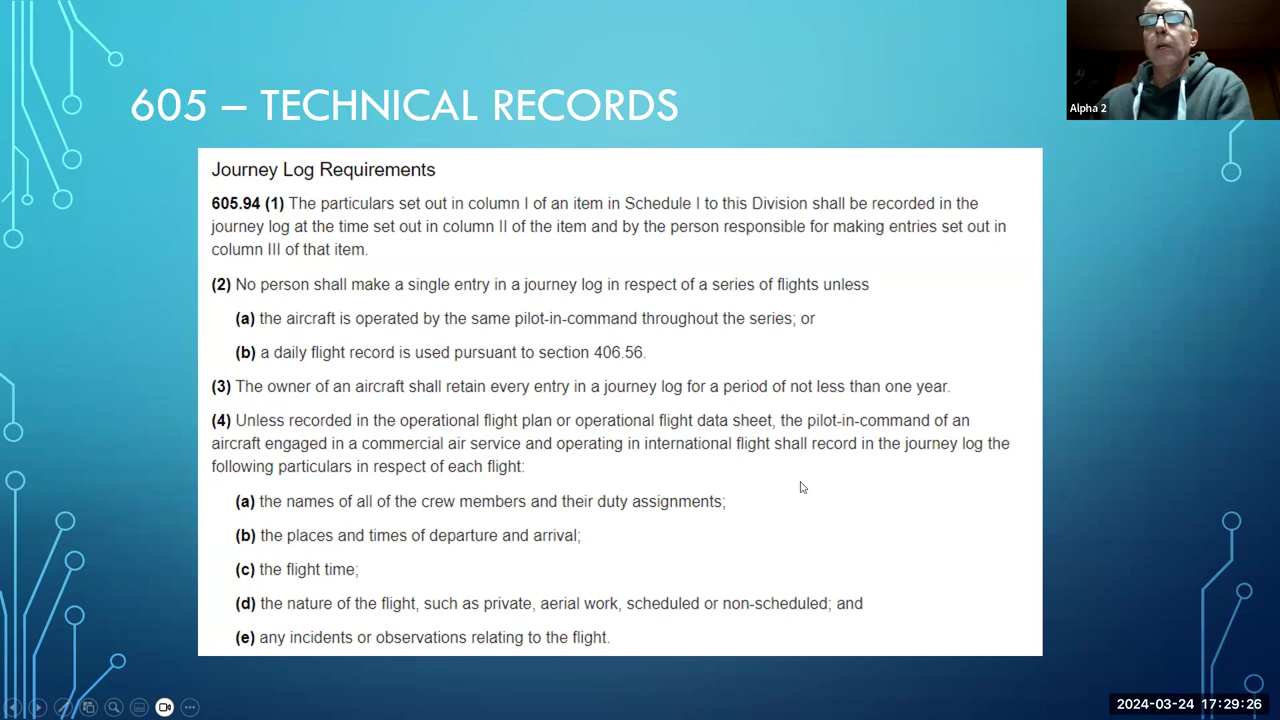 605 – TECHNICAL RECORDS
Alpha 2
Journey Log Requirements
605.94 (1) The particulars set out in column I of an item in Schedule I to this Division shall be recorded in the
journey log at the time set out in column II of the item and by the person responsible for making entries set out in
column III of that item.
(2) No person shall make a single entry in a journey log in respect of a series of flights unless
(a) the aircraft is operated by the same pilot-in-command throughout the series; or
(b) a daily flight record is used pursuant to section 406.56.
(3) The owner of an aircraft shall retain every entry in a journey log for a period of not less than one year.
(4) Unless recorded in the operational flight plan or operational flight data sheet, the pilot-in-command of an
aircraft engaged in a commercial air service and operating in international flight shall record in the journey log the
following particulars in respect of each flight:
(a) the names of all of the crew members and their duty assignments;
(b) the places and times of departure and arrival;
(c) the flight time;
(d) the nature of the flight, such as private, aerial work, scheduled or non-scheduled; and
(e) any incidents or observations relating to the flight.
2024-03-24 17:29:26